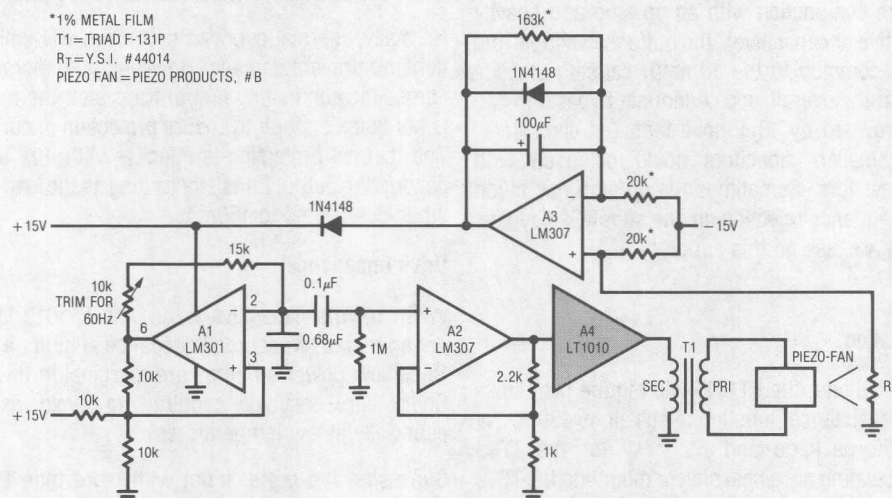 *1% METAL FILM
T1=TRIAD F-131P
RT=Y.S.I. #44014
PIEZO FAN=PIEZO PRODUCTS, #B
163k*
1N4148
100µF
+
20k*
20k*
−15V
−
A3
LM307
+
1N4148
+15V
15k
10k
TRIM FOR
60Hz
6
2
A1
LM301
+
3
0.1µF
0.68µF
1M
+
A2
LM307
−
A4
LT1010
T1
SEC
PRI
PIEZO-FAN
R
10k
+15V
10k
10k
2.2k
1k